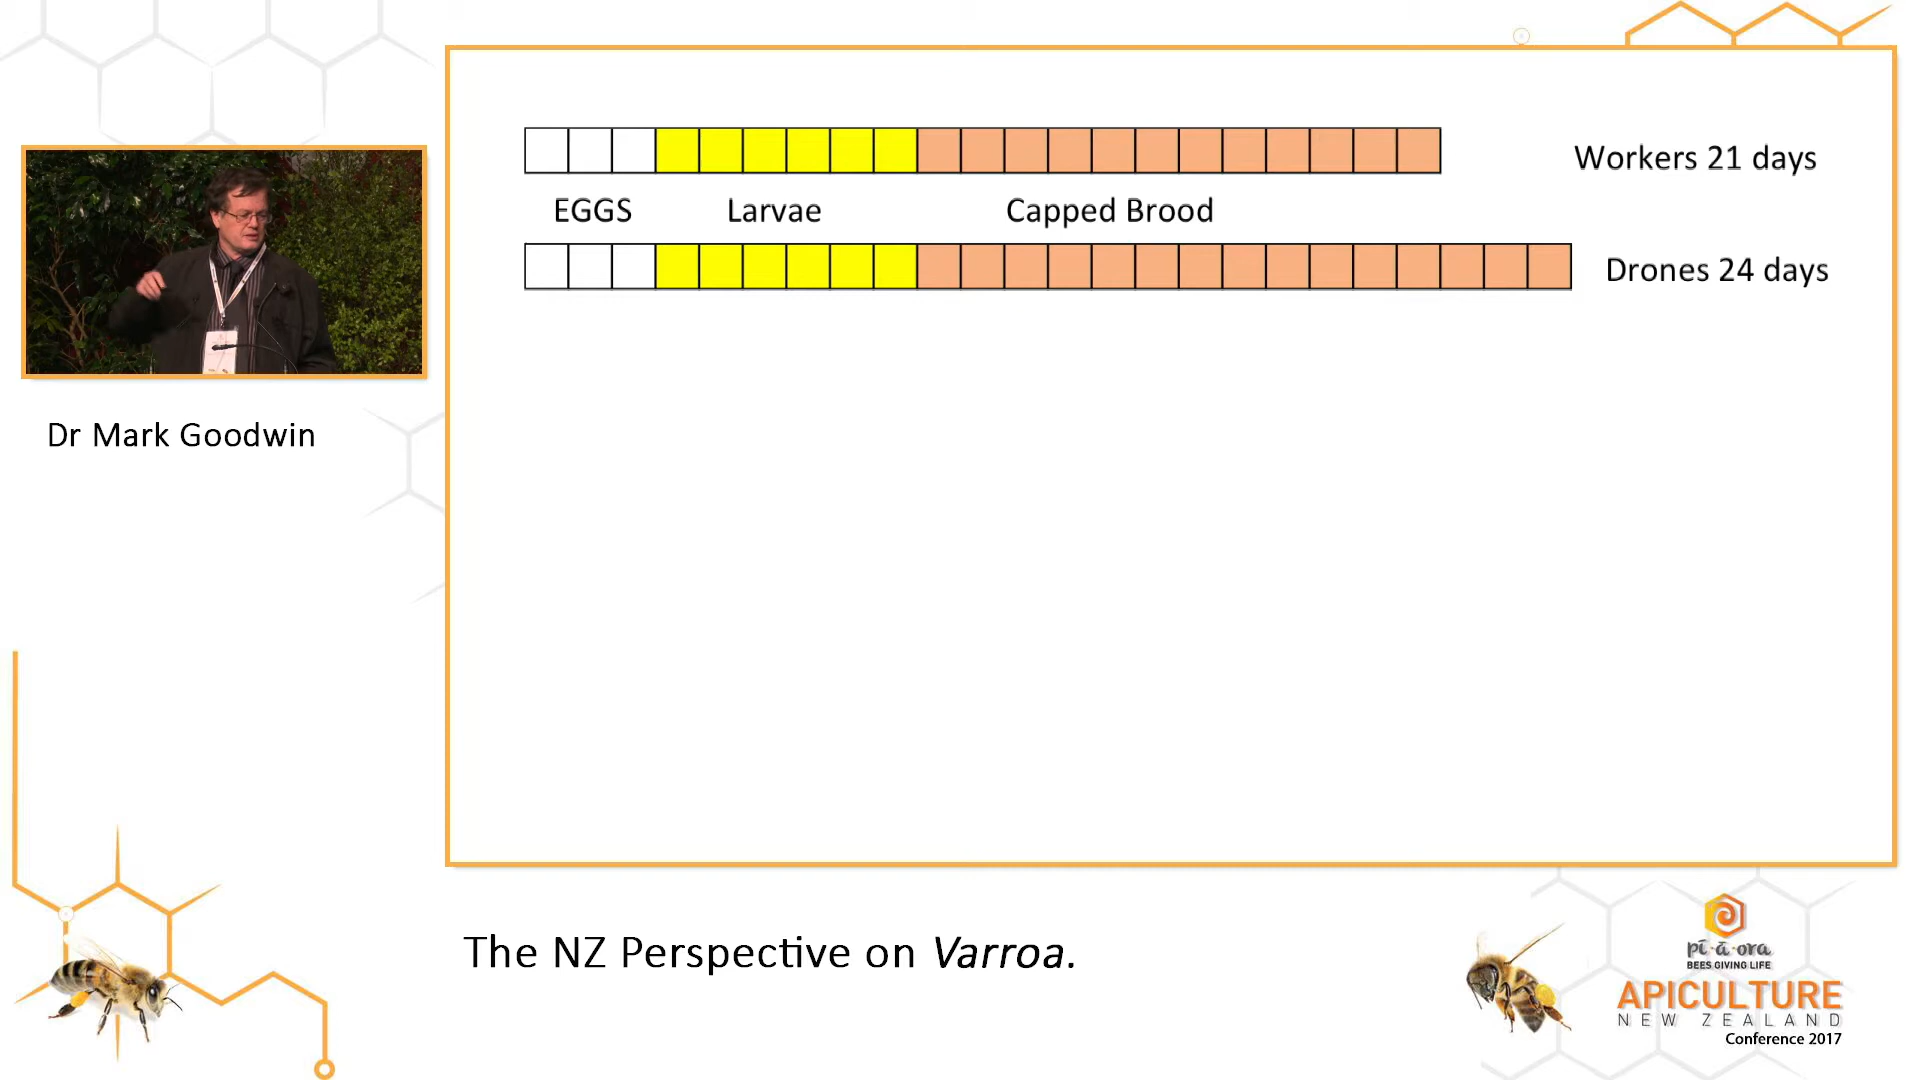 Workers 21 days
EGGS Larvae Capped Brood
Drones 24 days
Dr Mark Goodwin
The NZ Perspective on Varroa.
pī·ā·ora
BEES GIVING LIFE
APICULTURE
NEW ZEALAND
Conference 2017